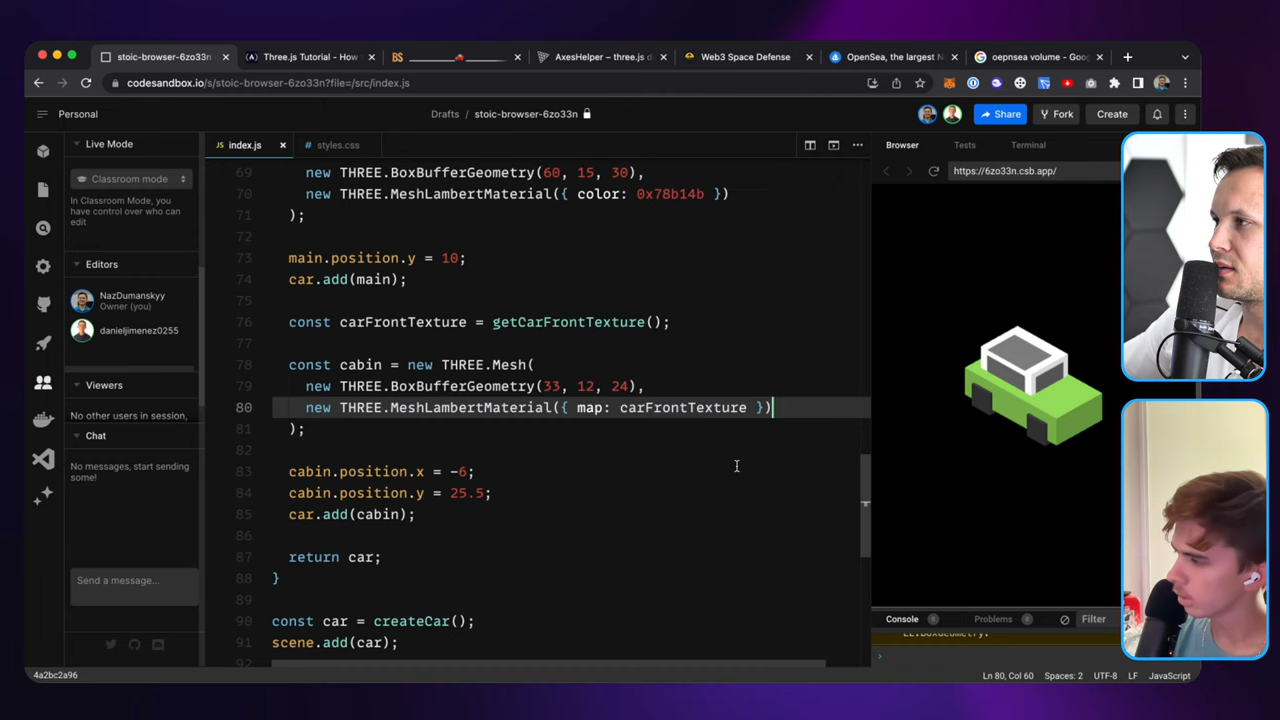 stoic-browser-6zo33n
Three.js Tutorial - How
BS
AxesHelper – three.js d
Web3 Space Defense
OpenSea, the largest N
oepnsea volume - Goog
codesandbox.io/s/stoic-browser-6zo33n?file=/src/index.js
Personal
Drafts / stoic-browser-6zo33n
Share
Fork
Create
Live Mode
Classroom mode
In Classroom Mode, you
have control over who can
edit
Editors
NazDumanskyy
Owner (you)
danieljimenez0255
Viewers
No other users in session,
Chat
No messages, start sending
some!
Send a message...
index.js
styles.css
69 new THREE.BoxBufferGeometry(60, 15, 30),
70 new THREE.MeshLambertMaterial({ color: 0x78b14b })
71 );
72
73 main.position.y = 10;
74 car.add(main);
75
76 const carFrontTexture = getCarFrontTexture();
77
78 const cabin = new THREE.Mesh(
79 new THREE.BoxBufferGeometry(33, 12, 24),
80 new THREE.MeshLambertMaterial({ map: carFrontTexture })
81 );
82
83 cabin.position.x = -6;
84 cabin.position.y = 25.5;
85 car.add(cabin);
86
87 return car;
88 }
89
90 const car = createCar();
91 scene.add(car);
92
Browser
Tests
Terminal
https://6zo33n.csb.app/
Console
Problems
Filter
4a2bc2a96
Ln 80, Col 60
Spaces: 2
UTF-8
LF
JavaScript